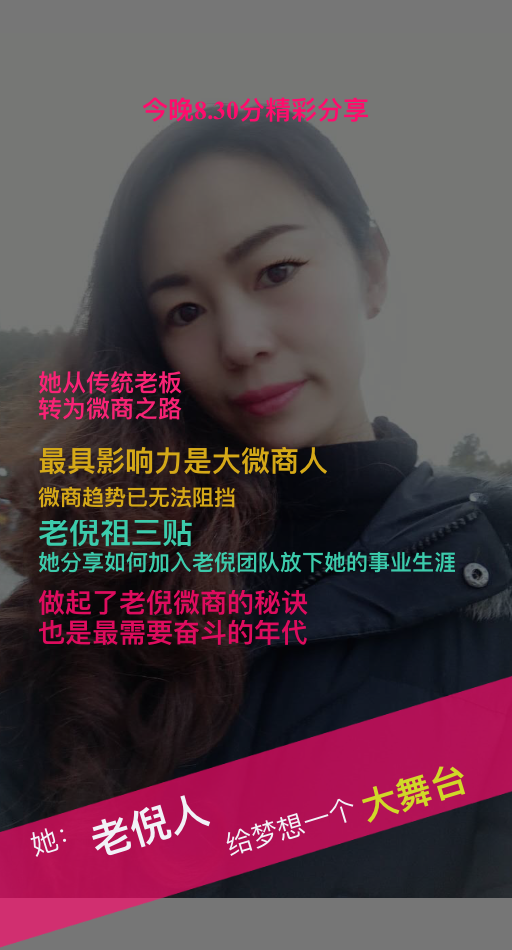 今晚8.30分精彩分享
她从传统老板
转为微商之路
最具影响力是大微商人
微商趋势已无法阻挡
老倪祖三贴
她分享如何加入老倪团队放下她的事业生涯
做起了老倪微商的秘诀
也是最需要奋斗的年代
她： 老倪人
给梦想一个 大舞台